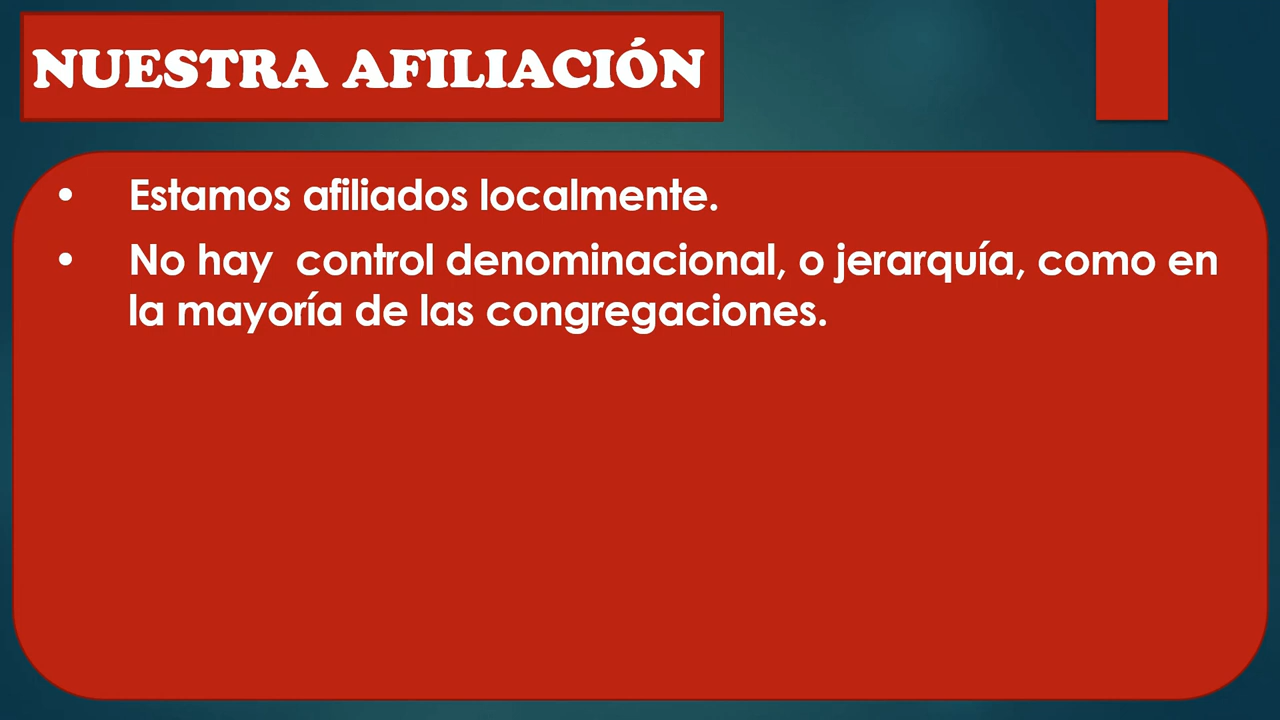 NUESTRA AFILIACIÓN
• Estamos afiliados localmente.
• No hay  control denominacional, o jerarquía, como en
la mayoría de las congregaciones.